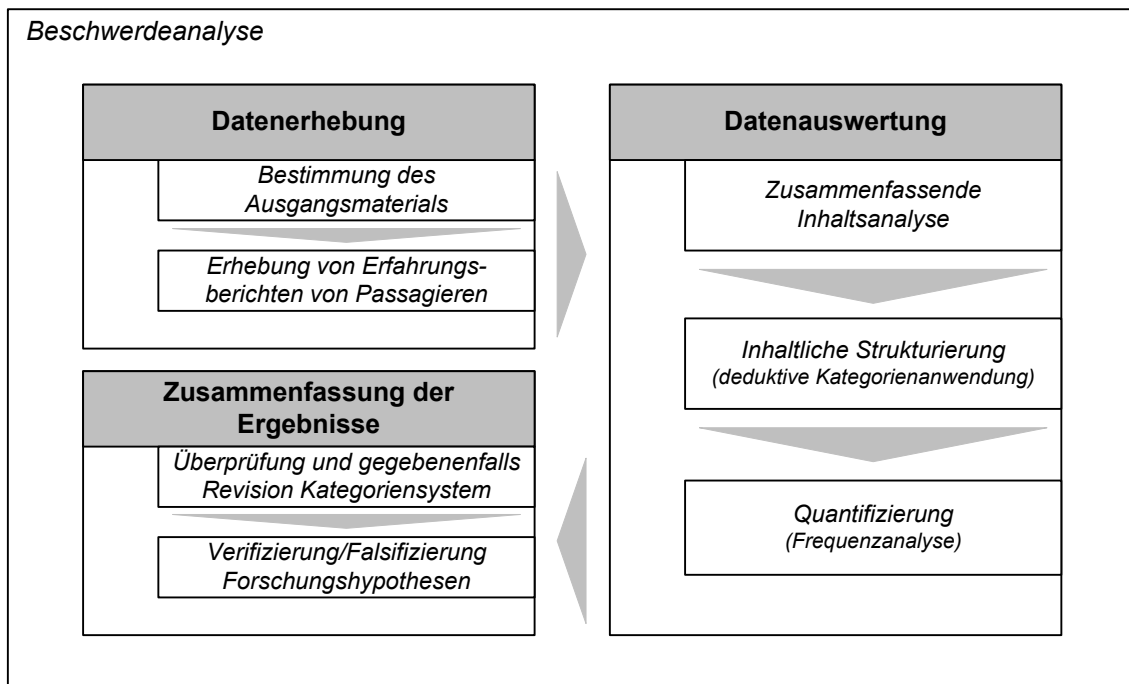 Beschwerdeanalyse
Datenerhebung
Bestimmung des
Ausgangsmaterials
Erhebung von Erfahrungs-
berichten von Passagieren
Datenauswertung
Zusammenfassende
Inhaltsanalyse
Inhaltliche Strukturierung
(deduktive Kategorienanwendung)
Quantifizierung
(Frequenzanalyse)
Zusammenfassung der
Ergebnisse
Überprüfung und gegebenenfalls
Revision Kategoriensystem
Verifizierung/Falsifizierung
Forschungshypothesen